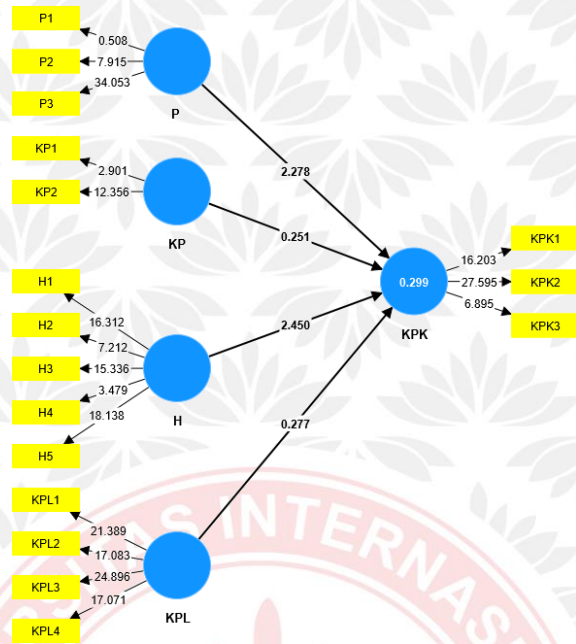 P1
P2
P3
0.508
7.915
34.053
P
KP1
KP2
2.901
12.356
KP
H1
H2
H3
H4
H5
16.312
7.212
15.336
3.479
18.138
H
KPL1
KPL2
KPL3
KPL4
21.389
17.083
24.896
17.071
KPL
2.278
0.251
2.450
0.277
0.299
KPK
16.203
27.595
6.895
KPK1
KPK2
KPK3
SITAS INTERNAS